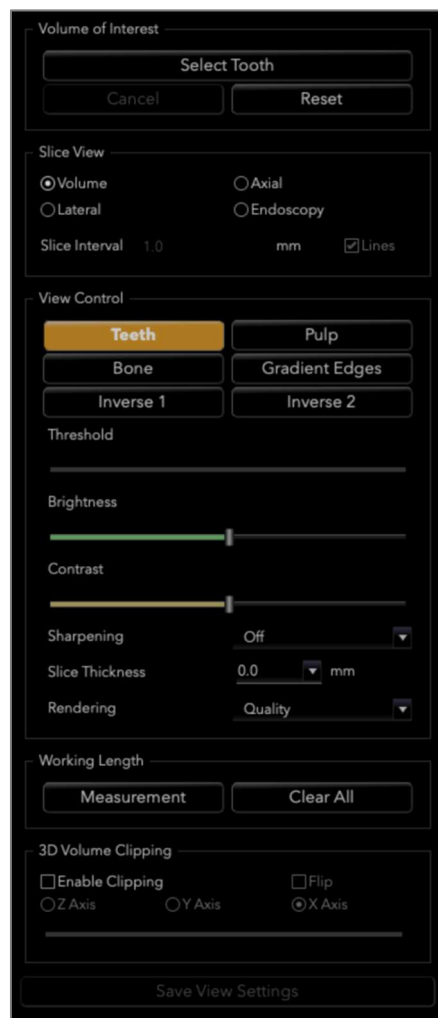 Volume of Interest
Select Tooth
Cancel Reset
Slice View
Volume Axial
Lateral Endoscopy
Slice Interval 1.0 mm Lines
View Control
Teeth Pulp
Bone Gradient Edges
Inverse 1 Inverse 2
Threshold
Brightness
Contrast
Sharpening Off
Slice Thickness 0.0 mm
Rendering Quality
Working Length
Measurement Clear All
3D Volume Clipping
Enable Clipping Flip
Z Axis Y Axis X Axis
Save View Settings